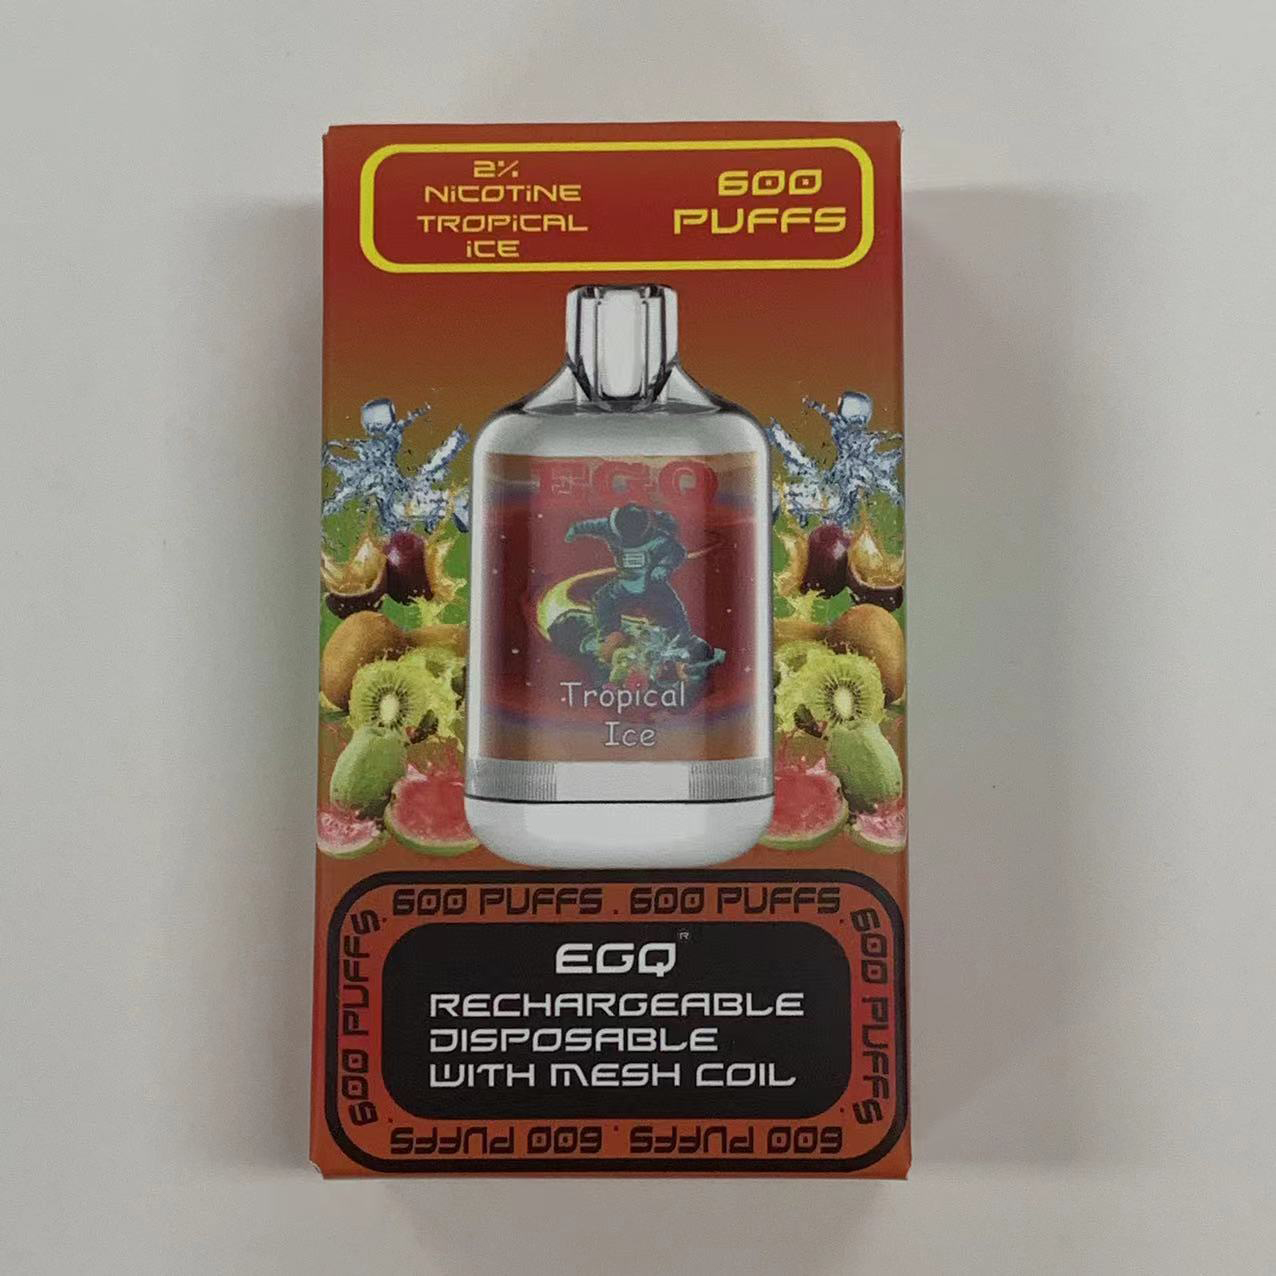 2%
NiCOTiNE
TROPiCAL
iCE
600
PUFFS
EGQ
Tropical
Ice
600 PUFFS . 600 PUFFS .
600 PUFFS .
600 PUFFS .
600 PUFFS . 600 PUFFS .
EGQ®
RECHARGEABLE
DISPOSABLE
WITH MESH COIL